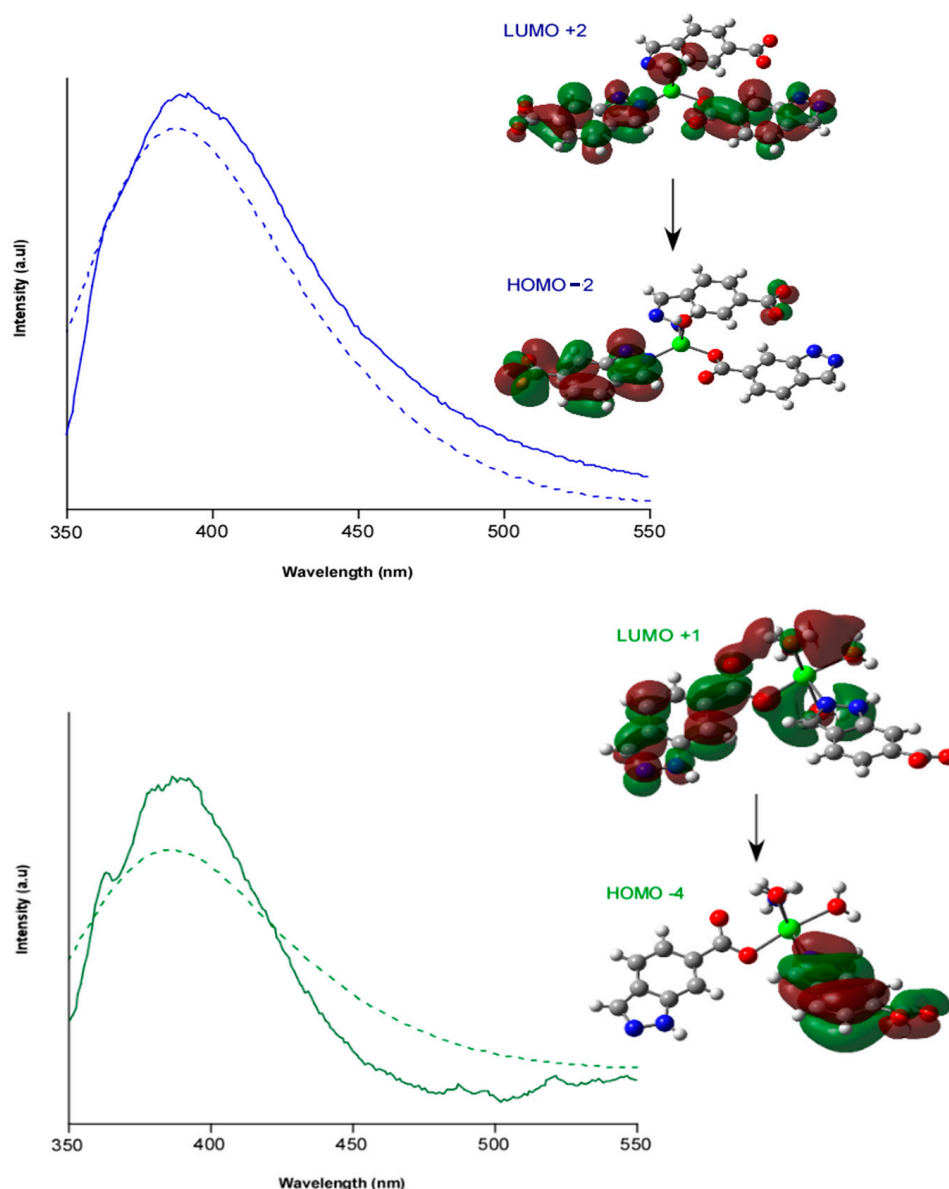 LUMO +2
Intensity (a.ul)
HOMO −2
350
400
450
500
550
Wavelength (nm)
LUMO +1
Intensity (a.u)
HOMO -4
350
400
450
500
550
Wavelength (nm)